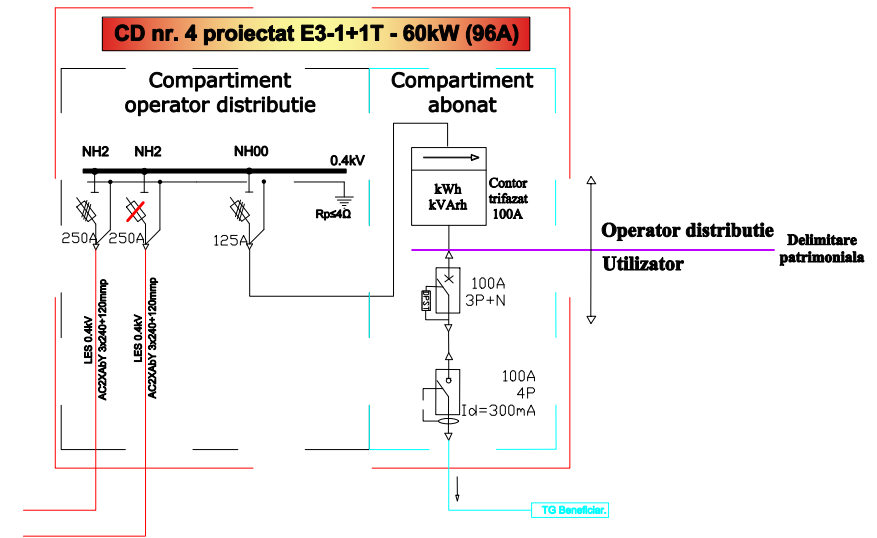 CD nr. 4 proiectat E3-1+1T - 60kW (96A)
Compartiment
operator distributie
Compartiment
abonat
NH2
NH2
NH00
0.4kV
Rp≤4Ω
250A
250A
125A
LES 0.4kV
AC2XAbY 3x240+120mmp
LES 0.4kV
AC2XAbY 3x240+120mmp
kWh
kVArh
Contor
trifazat
100A
Operator distributie
Utilizator
Delimitare
patrimoniala
DPST
100A
3P+N
100A
4P
Id=300mA
TG Beneficiar.